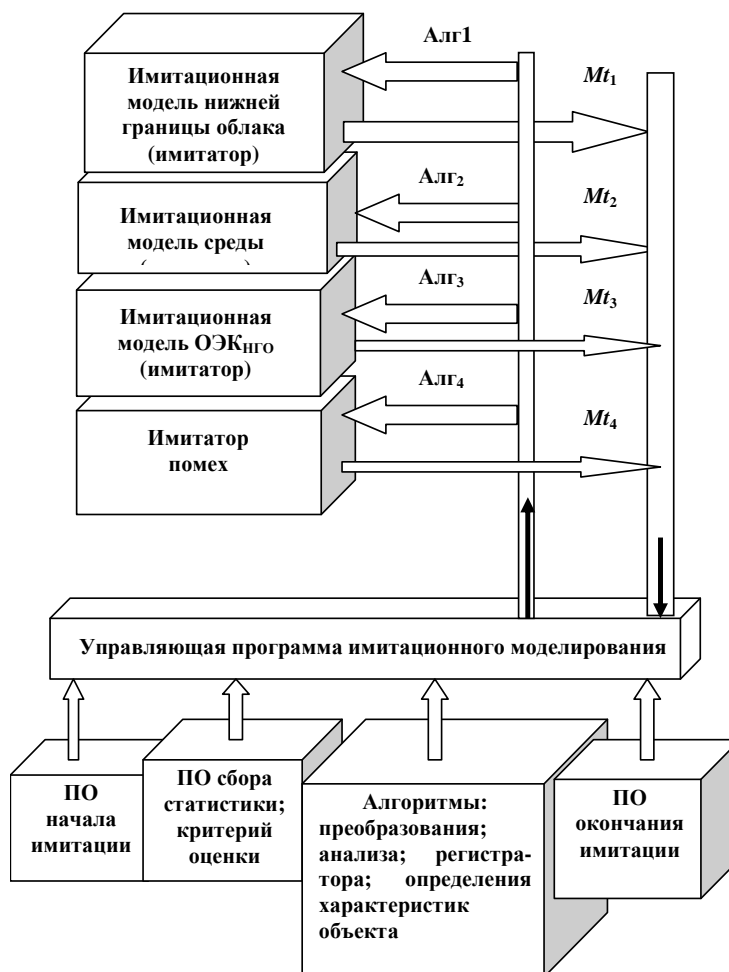 Алг1
Mt₁
Имитационная
модель нижней
границы облака
(имитатор)
Алг₂
Mt₂
Имитационная
модель среды
Алг₃
Mt₃
Имитационная
модель ОЭКНГО
(имитатор)
Алг₄
Mt₄
Имитатор
помех
Управляющая программа имитационного моделирования
ПО
начала
имитации
ПО сбора
статистики;
критерий
оценки
Алгоритмы:
преобразования;
анализа; регистра-
тора; определения
характеристик
объекта
ПО
окончания
имитации